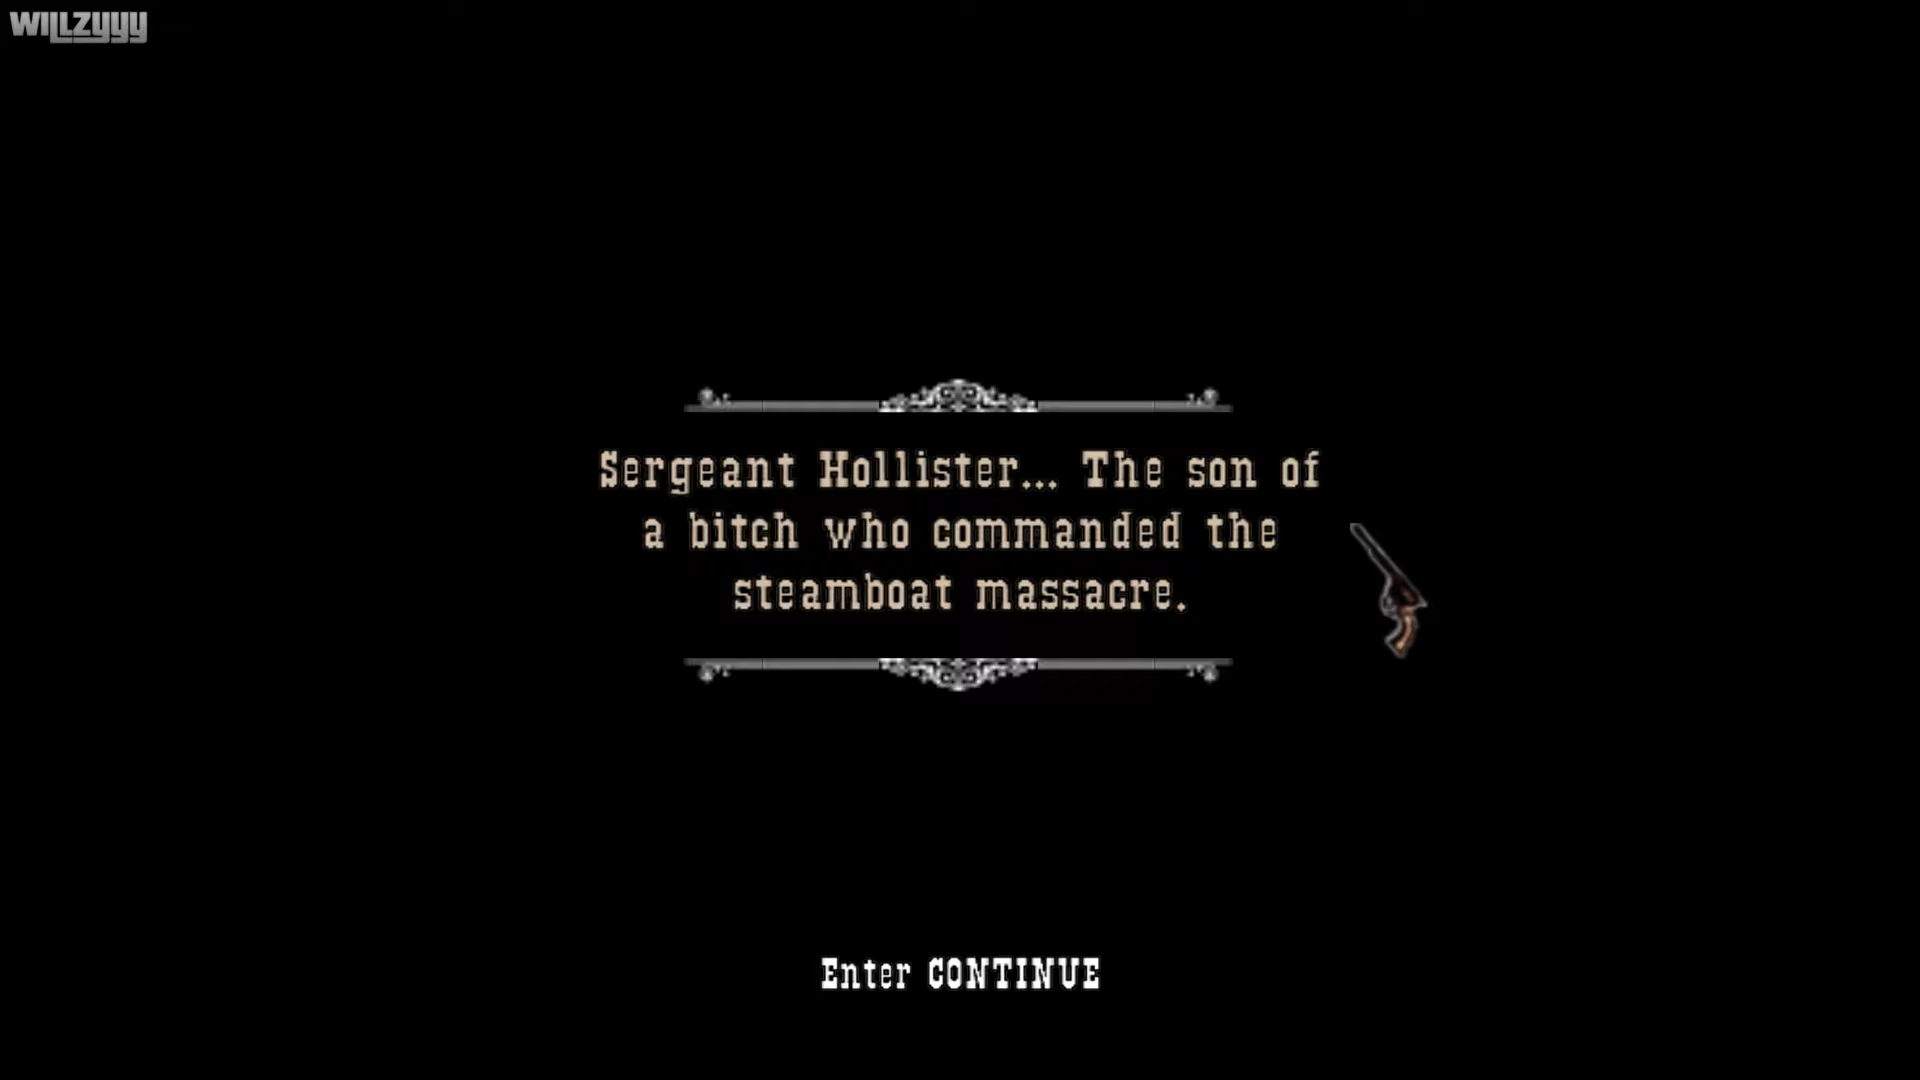 WILLZYYY
Sergeant Hollister... The son of
a bitch who commanded the
steamboat massacre.
Enter CONTINUE